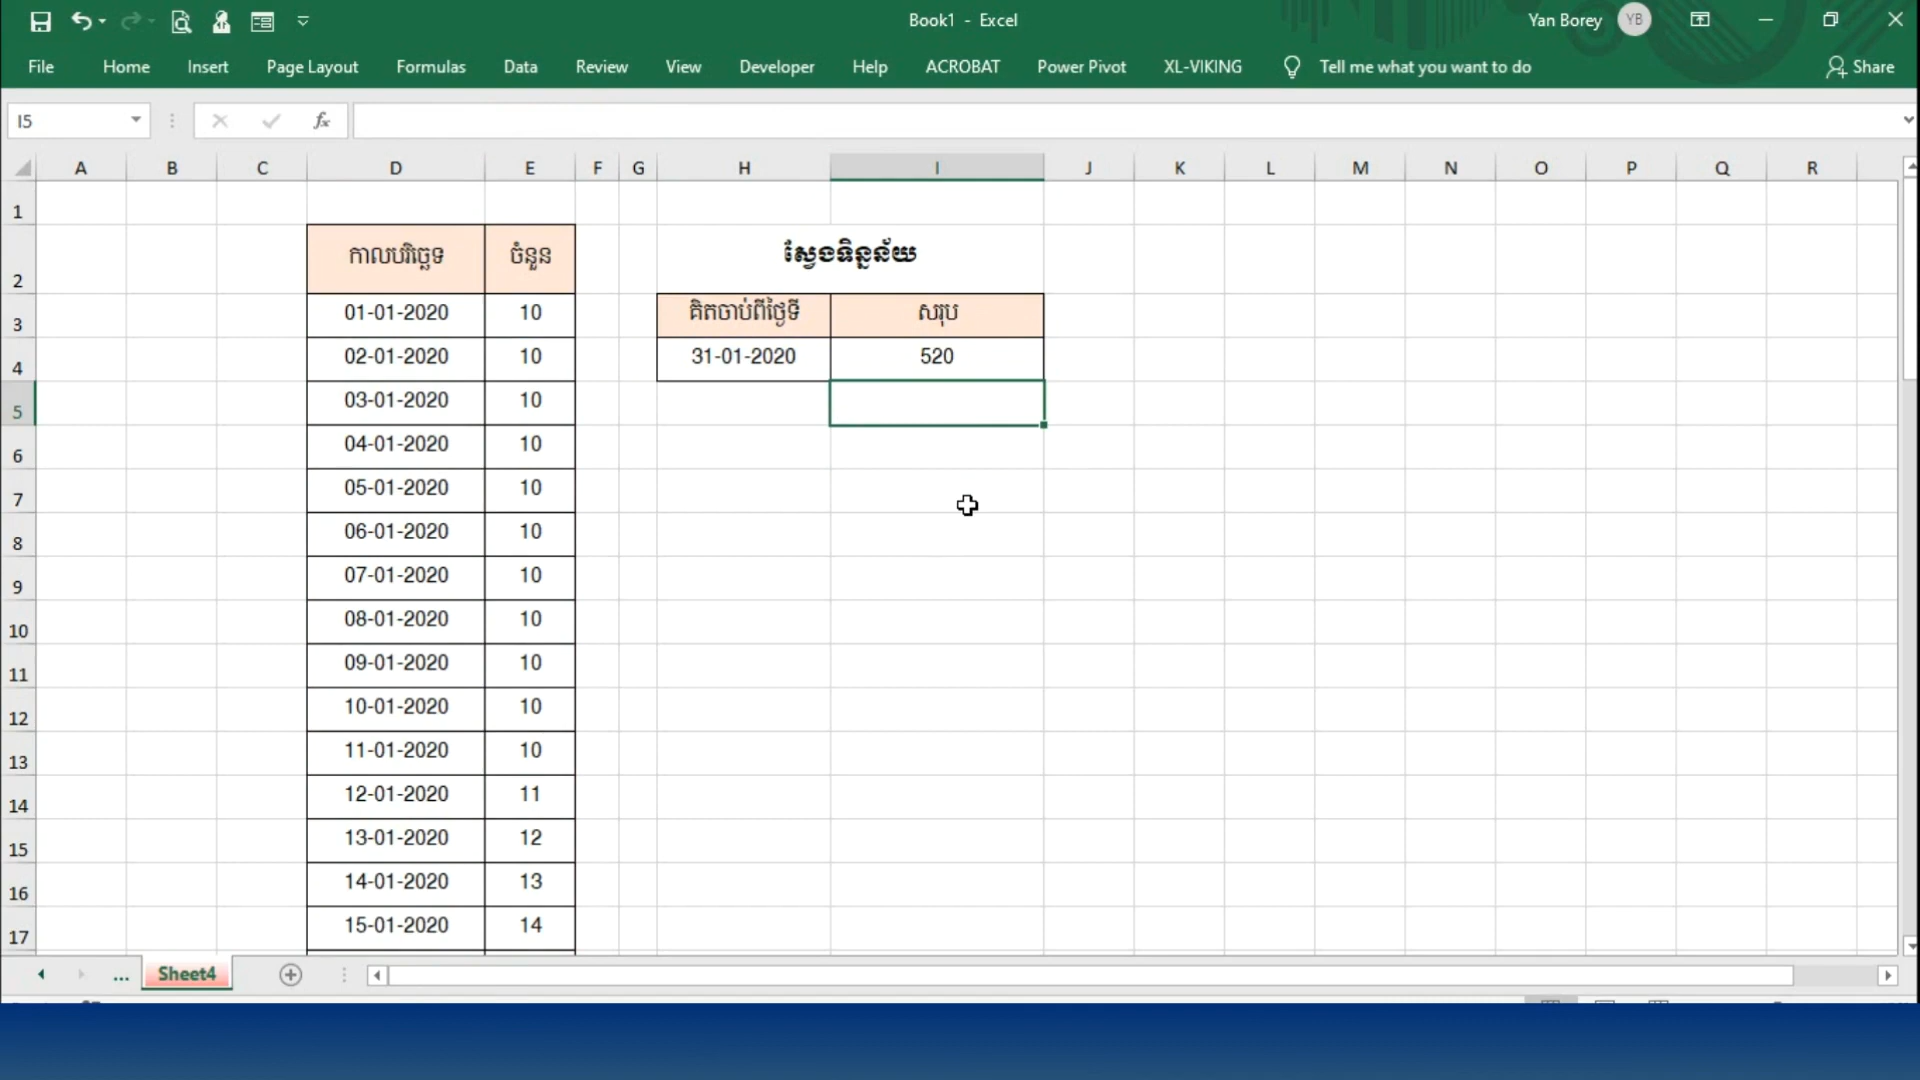 Book1 - Excel
Yan Borey YB
File Home Insert Page Layout Formulas Data Review View Developer Help ACROBAT Power Pivot XL-VIKING Tell me what you want to do Share
I5 fx
A B C D E F G H I J K L M N O P Q R
1
2 កាលបរិច្ឆេទ ចំនួន ស្វែងទិន្នន័យ
3 01-01-2020 10 គិតចាប់ពីថ្ងៃទី សរុប
4 02-01-2020 10 31-01-2020 520
5 03-01-2020 10
6 04-01-2020 10
7 05-01-2020 10
8 06-01-2020 10
9 07-01-2020 10
10 08-01-2020 10
11 09-01-2020 10
12 10-01-2020 10
13 11-01-2020 10
14 12-01-2020 11
15 13-01-2020 12
16 14-01-2020 13
17 15-01-2020 14
... Sheet4